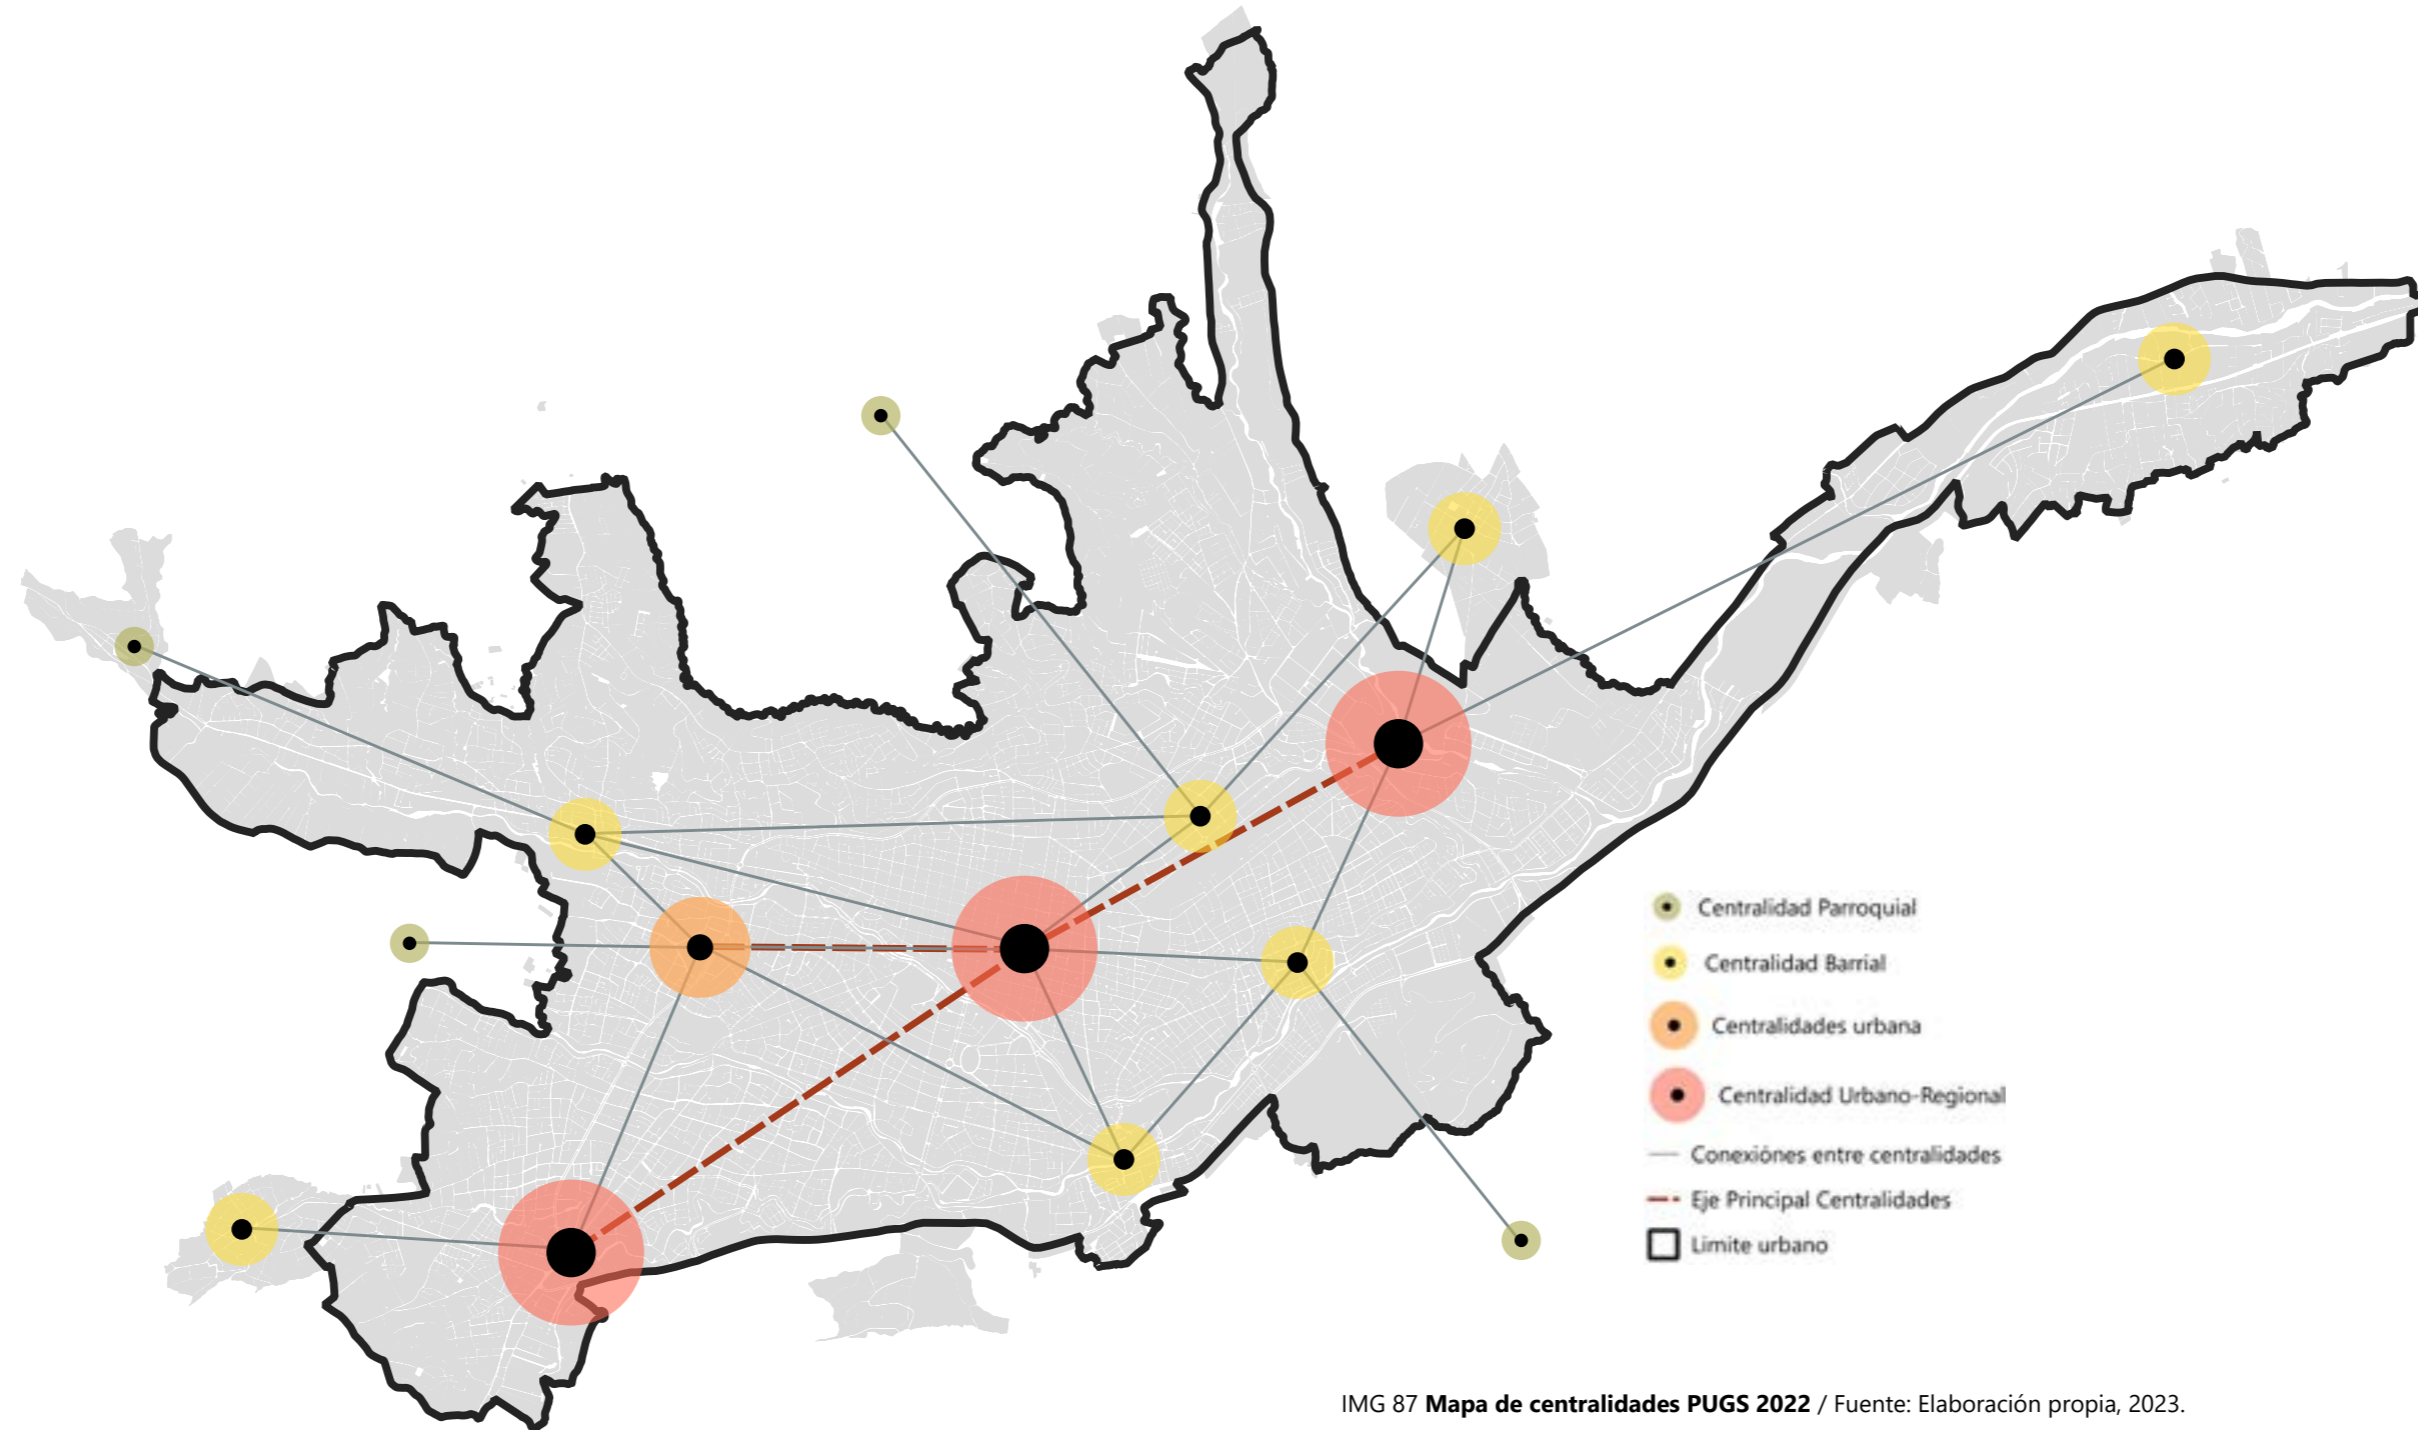 Centralidad Parroquial
Centralidad Barrial
Centralidades urbana
Centralidad Urbano-Regional
Conexiónes entre centralidades
Eje Principal Centralidades
Limite urbano
IMG 87 Mapa de centralidades PUGS 2022 / Fuente: Elaboración propia, 2023.